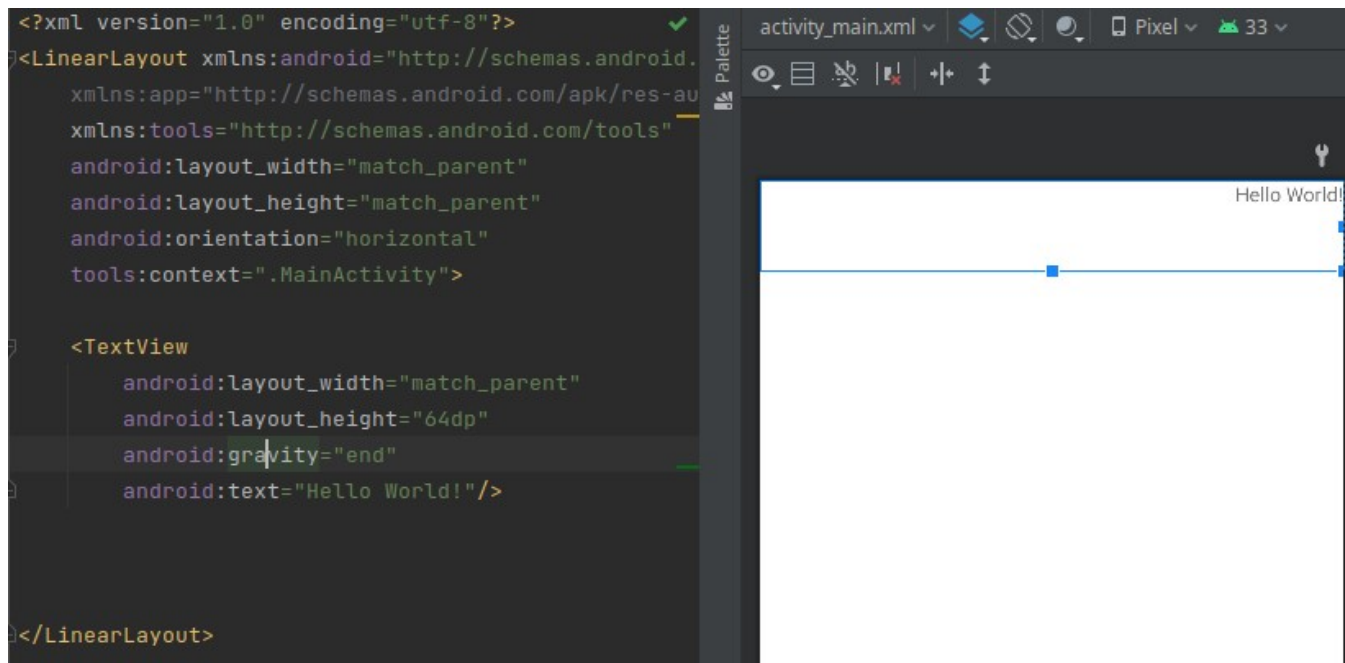 <?xml version="1.0" encoding="utf-8"?>
<LinearLayout xmlns:android="http://schemas.android.
xmlns:app="http://schemas.android.com/apk/res-au
xmlns:tools="http://schemas.android.com/tools"
android:layout_width="match_parent"
android:layout_height="match_parent"
android:orientation="horizontal"
tools:context=".MainActivity">
<TextView
android:layout_width="match_parent"
android:layout_height="64dp"
android:gravity="end"
android:text="Hello World!"/>
</LinearLayout>
Palette
activity_main.xml
Pixel
33
Hello World!